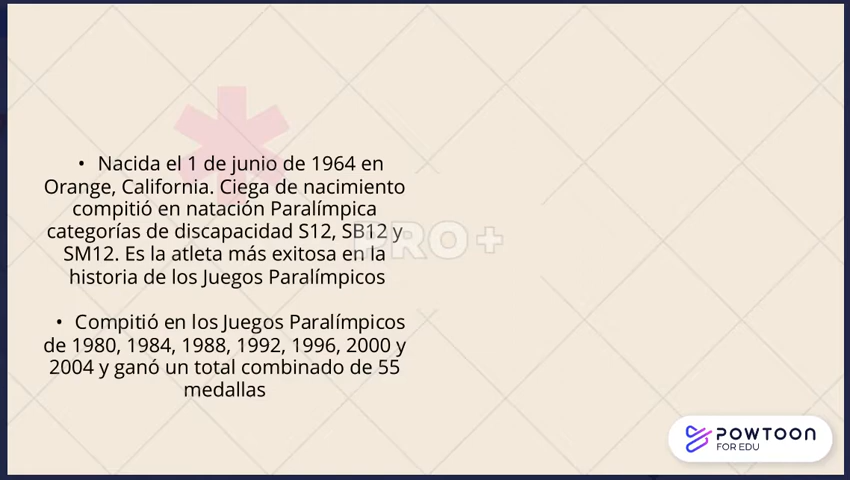 • Nacida el 1 de junio de 1964 en
Orange, California. Ciega de nacimiento
compitió en natación Paralímpica
categorías de discapacidad S12, SB12 y
SM12. Es la atleta más exitosa en la
historia de los Juegos Paralímpicos
• Compitió en los Juegos Paralímpicos
de 1980, 1984, 1988, 1992, 1996, 2000 y
2004 y ganó un total combinado de 55
medallas
PRO+
POWTOON
FOR EDU